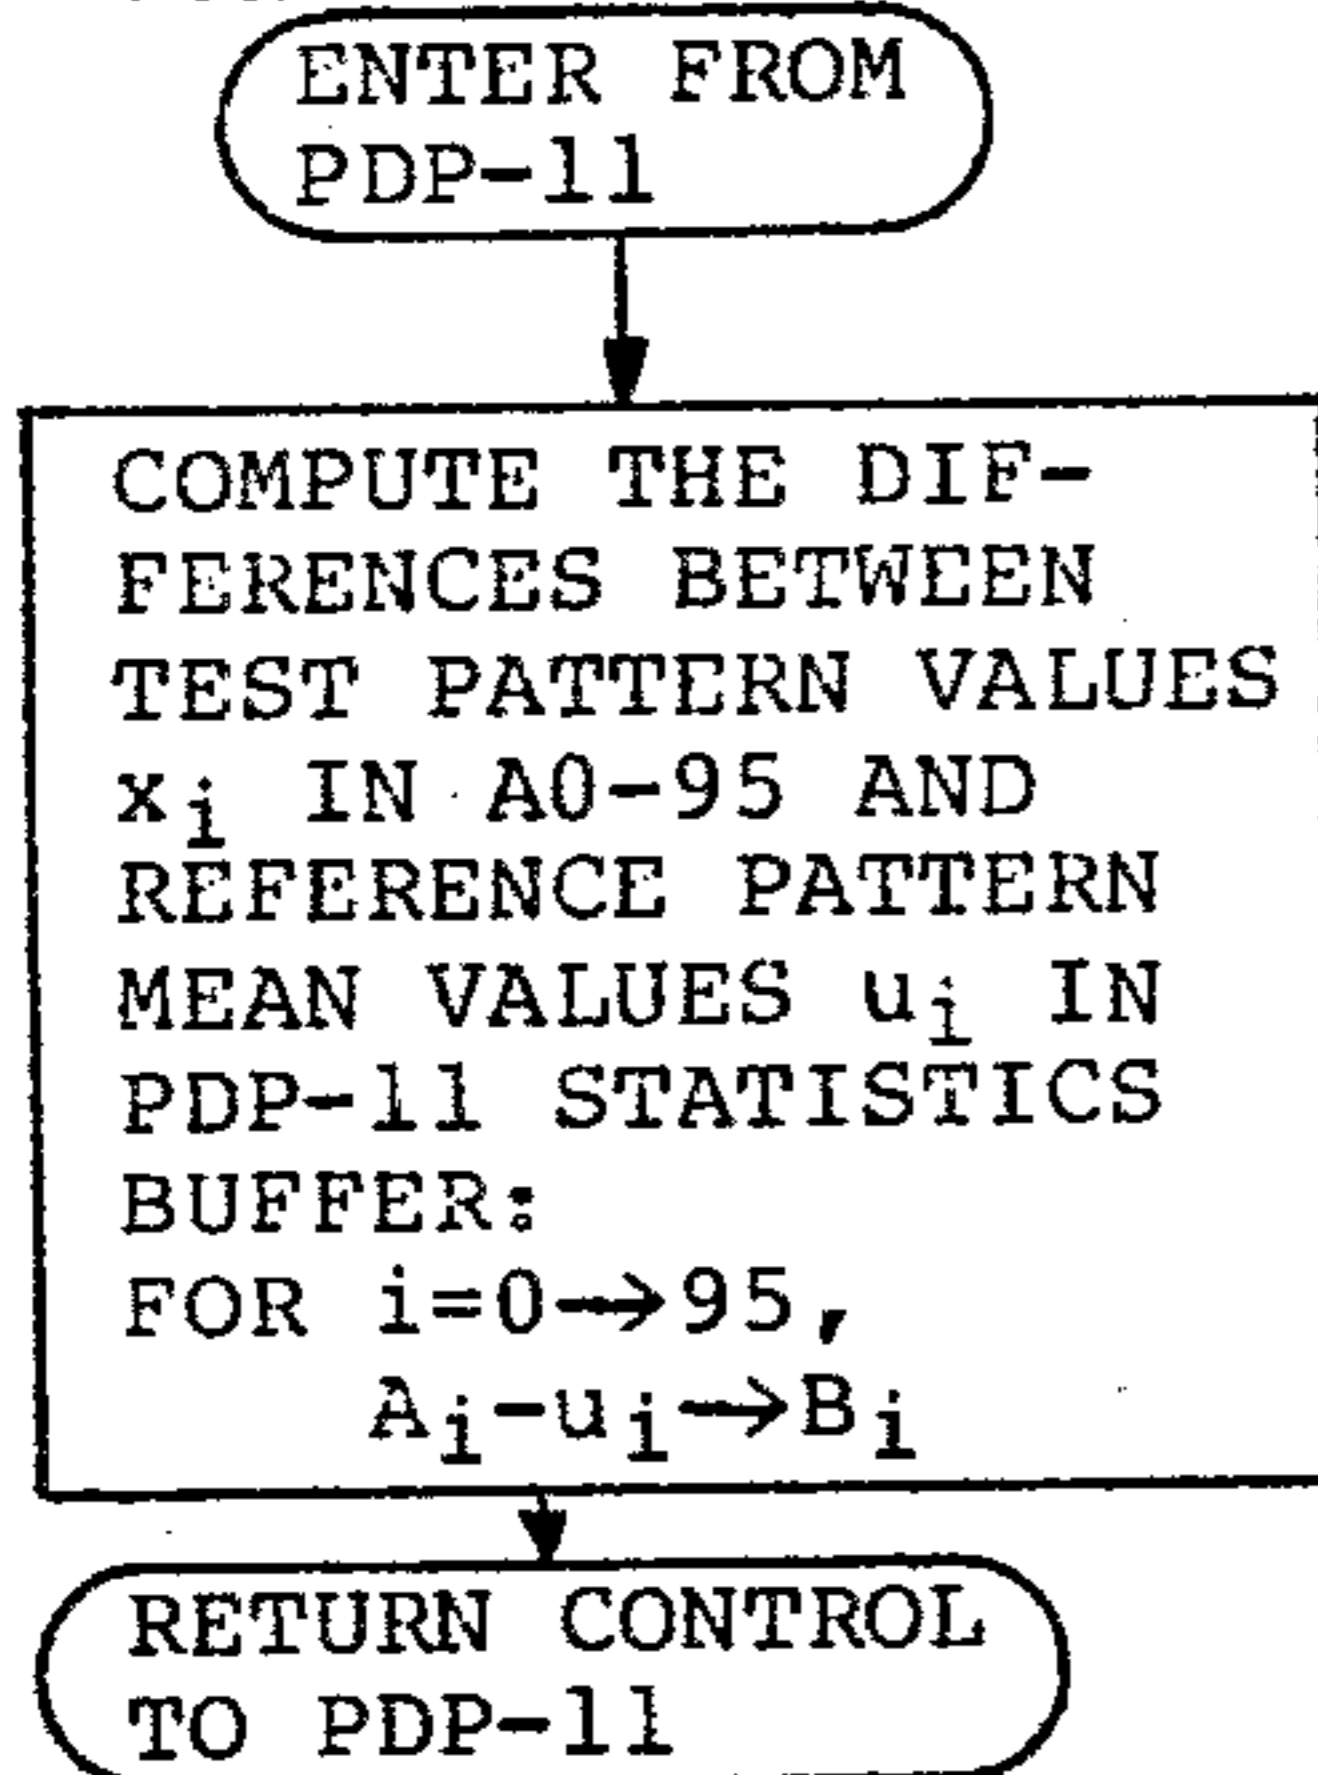 ENTER FROM
PDP-11
COMPUTE THE DIF-
FERENCES BETWEEN
TEST PATTERN VALUES
xi IN A0-95 AND
REFERENCE PATTERN
MEAN VALUES ui IN
PDP-11 STATISTICS
BUFFER:
FOR i=0→95,
Ai-ui→Bi
RETURN CONTROL
TO PDP-11